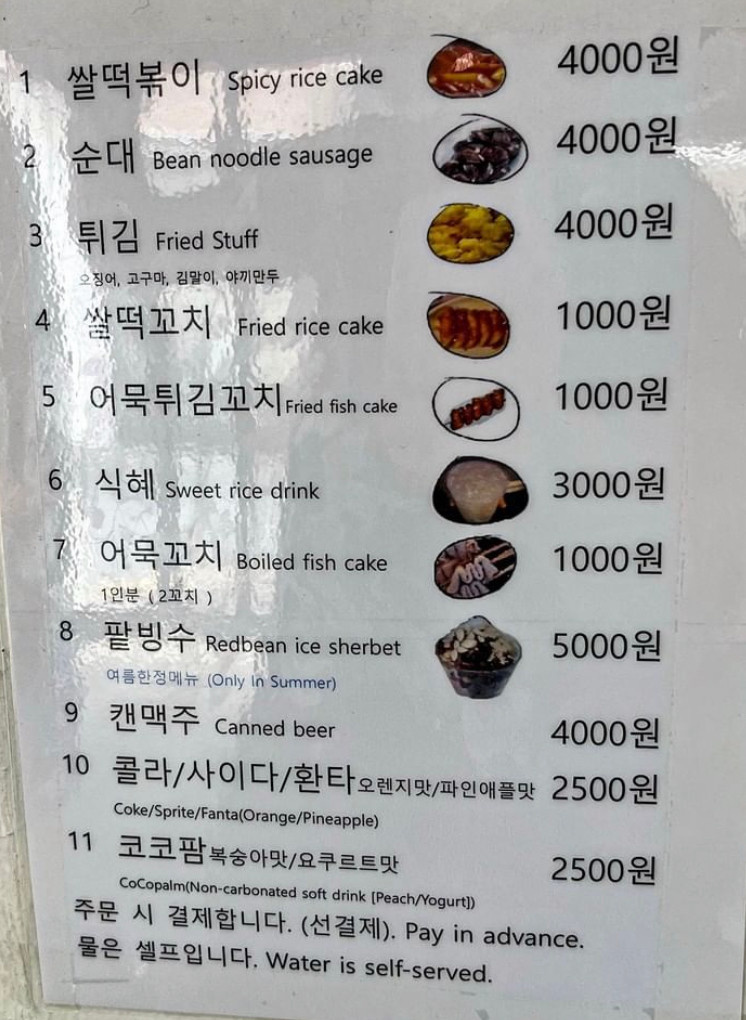 1 쌀떡볶이 Spicy rice cake 4000원
2 순대 Bean noodle sausage 4000원
3 튀김 Fried Stuff 4000원
오징어, 고구마, 김말이, 야끼만두
4 쌀떡꼬치 Fried rice cake 1000원
5 어묵튀김꼬치 Fried fish cake 1000원
6 식혜 Sweet rice drink 3000원
7 어묵꼬치 Boiled fish cake 1000원
1인분 ( 2꼬치 )
8 팥빙수 Redbean ice sherbet 5000원
여름한정메뉴 (Only In Summer)
9 캔맥주 Canned beer 4000원
10 콜라/사이다/환타오렌지맛/파인애플맛 2500원
Coke/Sprite/Fanta(Orange/Pineapple)
11 코코팜복숭아맛/요쿠르트맛 2500원
CoCopalm(Non-carbonated soft drink [Peach/Yogurt])
주문 시 결제합니다. (선결제). Pay in advance.
물은 셀프입니다. Water is self-served.